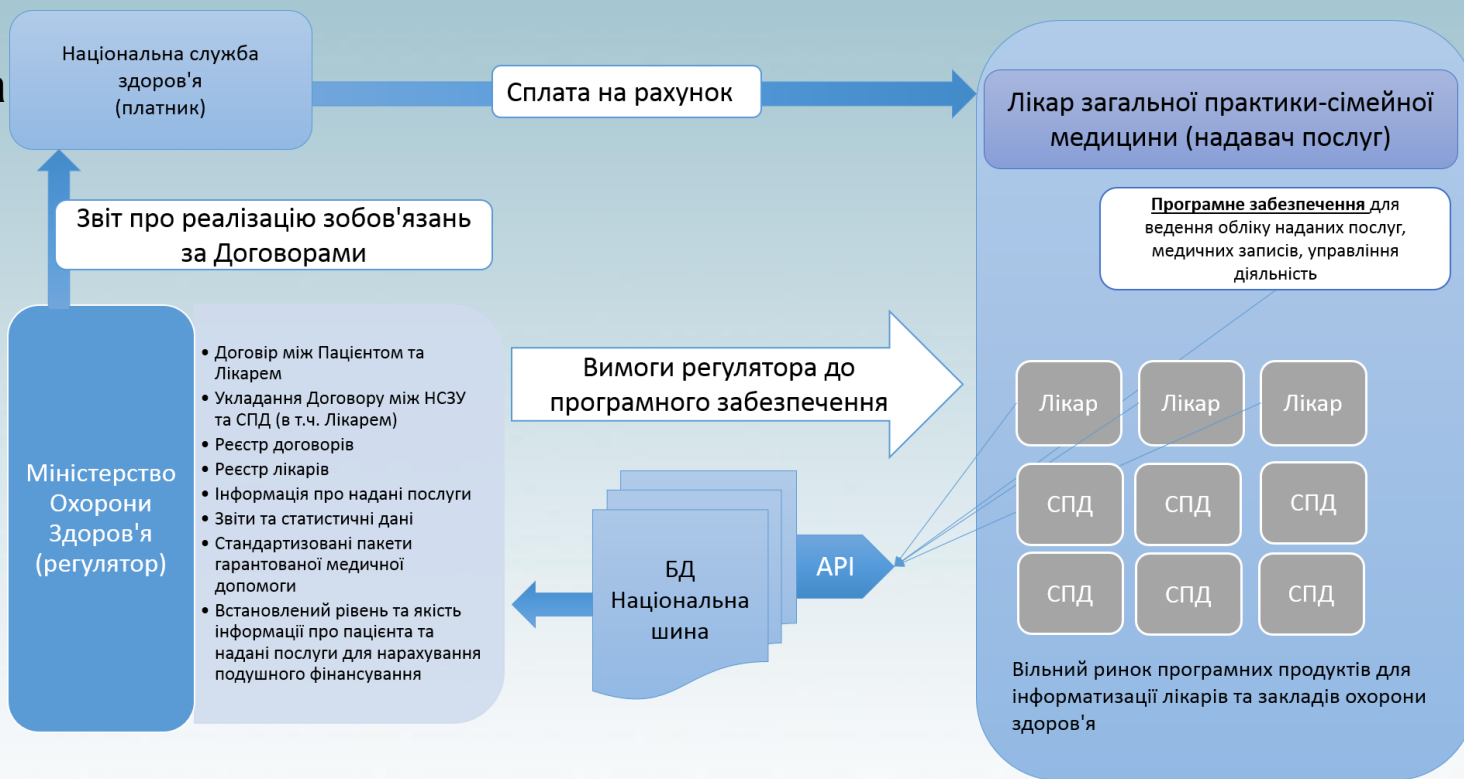 Національна служба
здоров'я
(платник)
а
Сплата на рахунок
Лікар загальної практики-сімейної
медицини (надавач послуг)
Звіт про реалізацію зобов'язань
за Договорами
Програмне забезпечення для
ведення обліку наданих послуг,
медичних записів, управління
діяльність
Міністерство
Охорони
Здоров'я
(регулятор)
• Договір між Пацієнтом та
Лікарем
• Укладання Договору між НСЗУ
та СПД (в т.ч. Лікарем)
• Реєстр договорів
• Реєстр лікарів
• Інформація про надані послуги
• Звіти та статистичні дані
• Стандартизовані пакети
гарантованої медичної
допомоги
• Встановлений рівень та якість
інформації про пацієнта та
надані послуги для нарахування
подушного фінансування
Вимоги регулятора до
програмного забезпечення
БД
Національна
шина
API
Лікар Лікар Лікар
СПД СПД СПД
СПД СПД СПД
Вільний ринок програмних продуктів для
інформатизації лікарів та закладів охорони
здоров'я